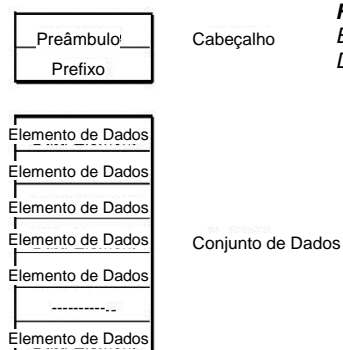 Preâmbulo
Prefixo
Cabeçalho
Elemento de Dados
Elemento de Dados
Elemento de Dados
Elemento de Dados
Conjunto de Dados
Elemento de Dados
-----------
Elemento de Dados